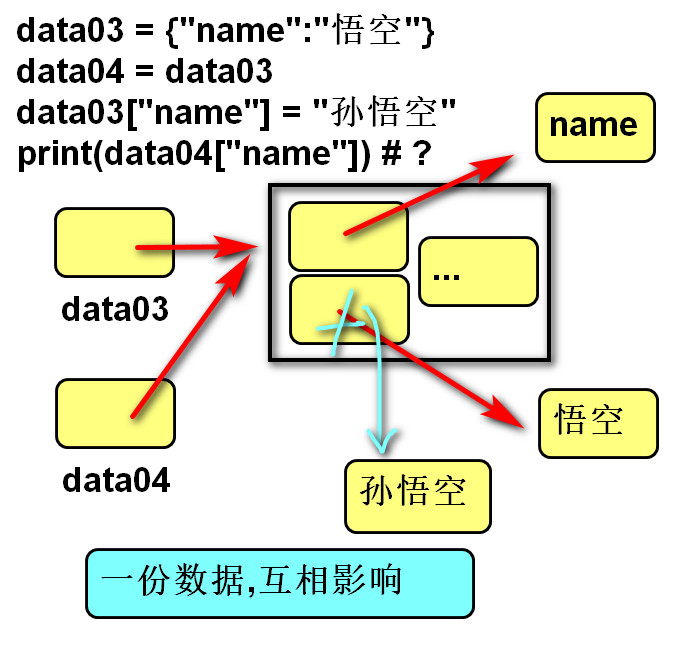 data03 = {"name":"悟空"}
data04 = data03
data03["name"] = "孙悟空"
print(data04["name"]) # ?
name
...
data03
悟空
data04
孙悟空
一份数据,互相影响